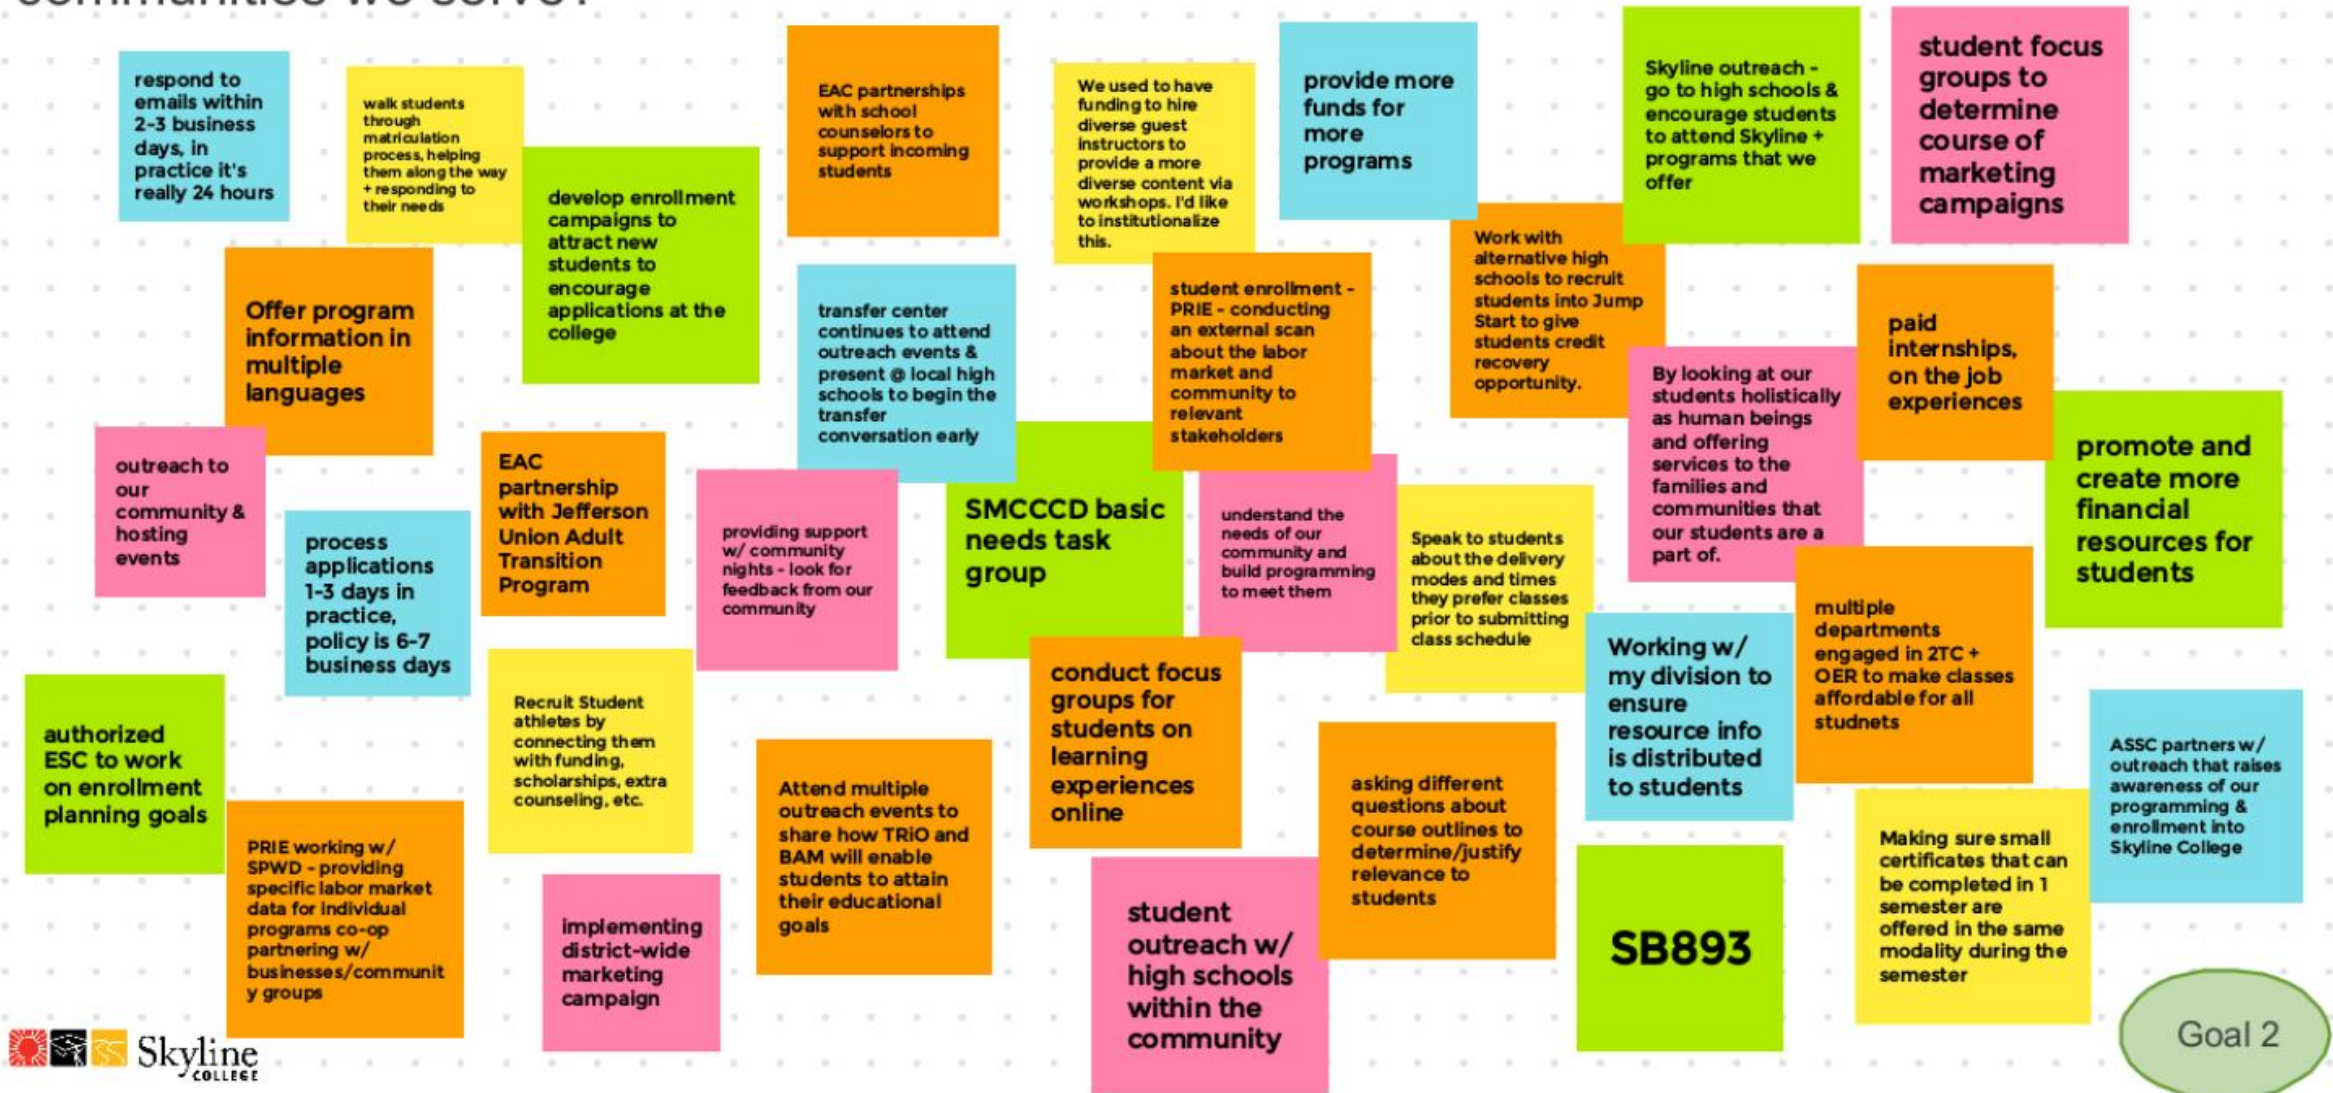 communities we serve?
respond to
emails within
2-3 business
days, in
practice it's
really 24 hours
walk students
through
matriculation
process, helping
them along the way
+ responding to
their needs
develop enrollment
campaigns to
attract new
students to
encourage
applications at the
college
EAC partnerships
with school
counselors to
support incoming
students
We used to have
funding to hire
diverse guest
instructors to
provide a more
diverse content via
workshops. I'd like
to institutionalize
this.
provide more
funds for
more
programs
Skyline outreach -
go to high schools &
encourage students
to attend Skyline +
programs that we
offer
student focus
groups to
determine
course of
marketing
campaigns
Offer program
information in
multiple
languages
transfer center
continues to attend
outreach events &
present @ local high
schools to begin the
transfer
conversation early
student enrollment -
PRIE - conducting
an external scan
about the labor
market and
community to
relevant
stakeholders
Work with
alternative high
schools to recruit
students into Jump
Start to give
students credit
recovery
opportunity.
By looking at our
students holistically
as human beings
and offering
services to the
families and
communities that
our students are a
part of.
paid
internships,
on the job
experiences
promote and
create more
financial
resources for
students
outreach to
our
community &
hosting
events
process
applications
1-3 days in
practice,
policy is 6-7
business days
EAC
partnership
with Jefferson
Union Adult
Transition
Program
providing support
w/ community
nights - look for
feedback from our
community
SMCCCD basic
needs task
group
understand the
needs of our
community and
build programming
to meet them
Speak to students
about the delivery
modes and times
they prefer classes
prior to submitting
class schedule
Working w/
my division to
ensure
resource info
is distributed
to students
multiple
departments
engaged in 2TC +
OER to make classes
affordable for all
studnets
authorized
ESC to work
on enrollment
planning goals
PRIE working w/
SPWD - providing
specific labor market
data for individual
programs co-op
partnering w/
businesses/communit
y groups
Recruit Student
athletes by
connecting them
with funding,
scholarships, extra
counseling, etc.
implementing
district-wide
marketing
campaign
Attend multiple
outreach events to
share how TRiO and
BAM will enable
students to attain
their educational
goals
conduct focus
groups for
students on
learning
experiences
online
student
outreach w/
high schools
within the
community
asking different
questions about
course outlines to
determine/justify
relevance to
students
SB893
Making sure small
certificates that can
be completed in 1
semester are
offered in the same
modality during the
semester
ASSC partners w/
outreach that raises
awareness of our
programming &
enrollment into
Skyline College
Skyline
COLLEGE
Goal 2